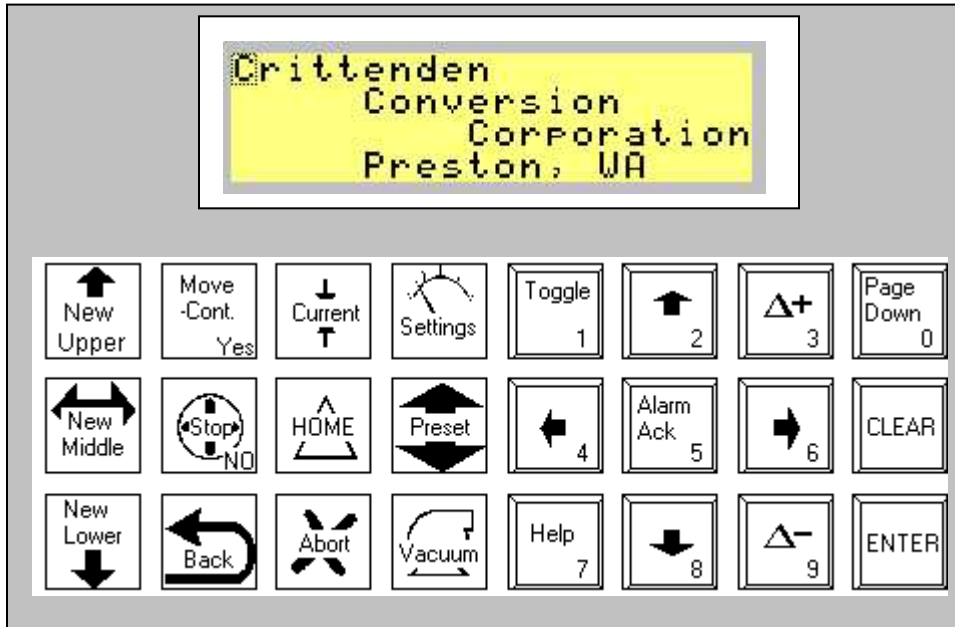 Crittenden
Conversion
Corporation
Preston, WA
New
Upper
Move
-Cont.
Yes
Current
Settings
Toggle
1
2
Δ+
3
Page
Down
0
New
Middle
Stop
NO
HOME
Preset
4
Alarm
Ack
5
6
CLEAR
New
Lower
Back
Abort
Vacuum
Help
7
8
Δ-
9
ENTER